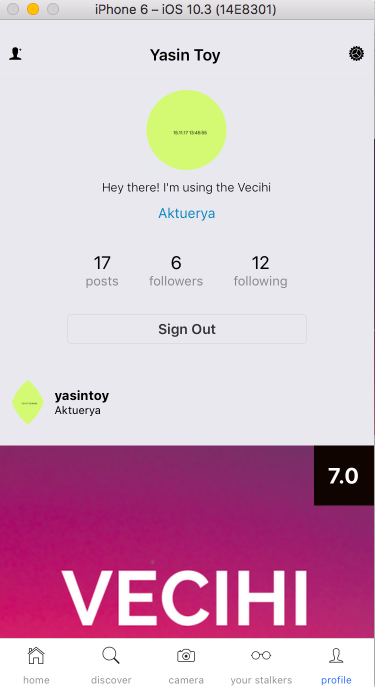 iPhone 6 – iOS 10.3 (14E8301)
Yasin Toy
15.11.17 13:48:55
Hey there! I'm using the Vecihi
Aktuerya
17 6 12
posts followers following
Sign Out
yasintoy
Aktuerya
7.0
VECIHI
home discover camera your stalkers profile